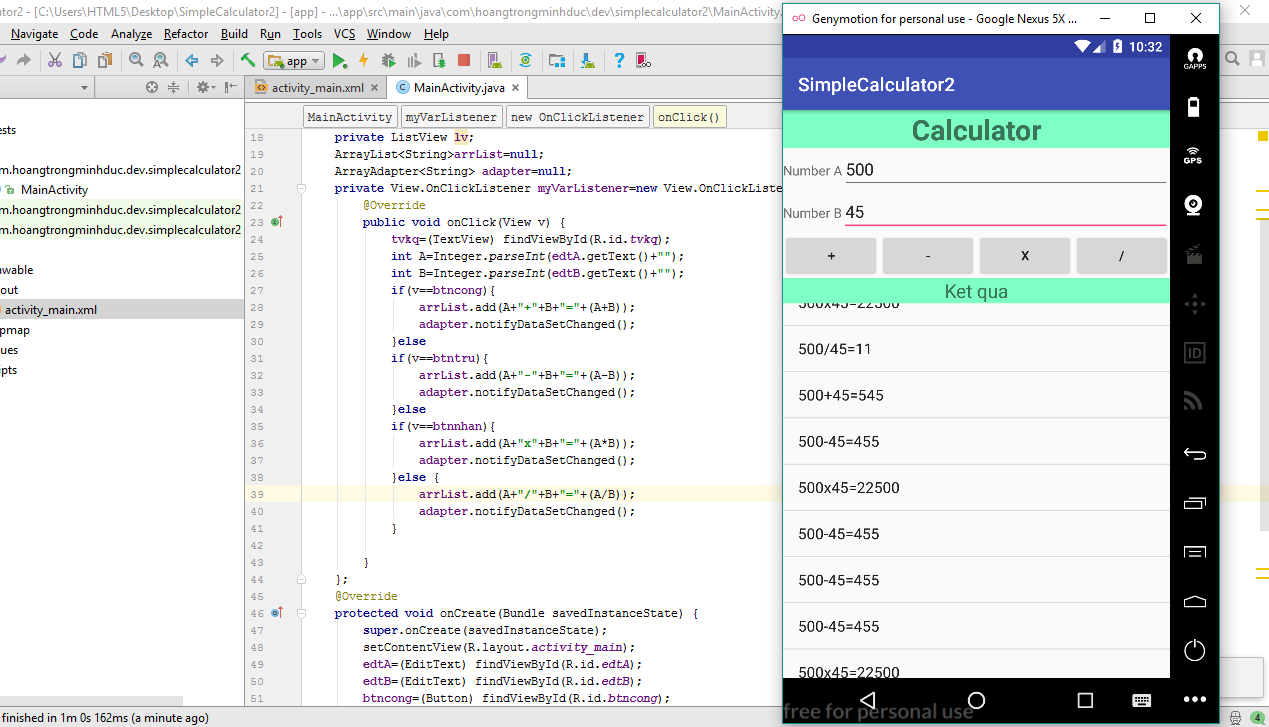 ator2 - [C:\Users\HTML5\Desktop\SimpleCalculator2] - [app] - ...\app\src\main\java\com\hoangtrongminhduc\dev\simplecalculator2\MainActivity.
Navigate Code Analyze Refactor Build Run Tools VCS Window Help
app
activity_main.xml MainActivity.java
MainActivity myVarListener new OnClickListener onClick()
ests
m.hoangtrongminhduc.dev.simplecalculator2
MainActivity
m.hoangtrongminhduc.dev.simplecalculator2
m.hoangtrongminhduc.dev.simplecalculator2
wable
out
activity_main.xml
pmap
ues
ipts
18 private ListView lv;
19 ArrayList<String>arrList=null;
20 ArrayAdapter<String> adapter=null;
21 private View.OnClickListener myVarListener=new View.OnClickListe
22 @Override
23 public void onClick(View v) {
24 tvkq=(TextView) findViewById(R.id.tvkq);
25 int A=Integer.parseInt(edtA.getText()+"");
26 int B=Integer.parseInt(edtB.getText()+"");
27 if(v==btncong){
28 arrList.add(A+"+"+B+"="+(A+B));
29 adapter.notifyDataSetChanged();
30 }else
31 if(v==btntru){
32 arrList.add(A+"-"+B+"="+(A-B));
33 adapter.notifyDataSetChanged();
34 }else
35 if(v==btnnhan){
36 arrList.add(A+"x"+B+"="+(A*B));
37 adapter.notifyDataSetChanged();
38 }else {
39 arrList.add(A+"/"+B+"="+(A/B));
40 adapter.notifyDataSetChanged();
41 }
42
43 }
44 };
45 @Override
46 protected void onCreate(Bundle savedInstanceState) {
47 super.onCreate(savedInstanceState);
48 setContentView(R.layout.activity_main);
49 edtA=(EditText) findViewById(R.id.edtA);
50 edtB=(EditText) findViewById(R.id.edtB);
51 btncong=(Button) findViewById(R.id.btncong);
finished in 1m 0s 162ms (a minute ago)
Genymotion for personal use - Google Nexus 5X ...
10:32
SimpleCalculator2
Calculator
Number A 500
Number B 45
+ - X /
Ket qua
500x45=22500
500/45=11
500+45=545
500-45=455
500x45=22500
500-45=455
500-45=455
500-45=455
500x45=22500
free for personal use
GAPPS
GPS
ID
4